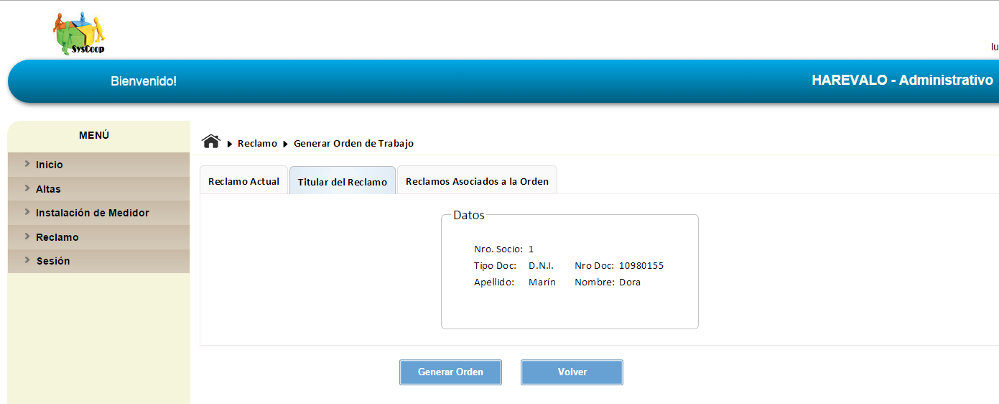 SysCoop
lu
Bienvenido!
HAREVALO - Administrativo
MENÚ
Inicio
Altas
Instalación de Medidor
Reclamo
Sesión
Reclamo Generar Orden de Trabajo
Reclamo Actual Titular del Reclamo Reclamos Asociados a la Orden
Datos
Nro. Socio: 1
Tipo Doc: D.N.I. Nro Doc: 10980155
Apellido: Marín Nombre: Dora
Generar Orden Volver